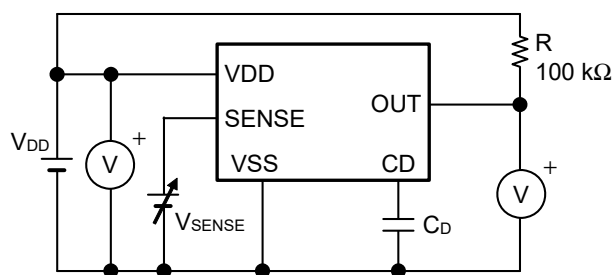 R
100 kΩ
VDD
OUT
SENSE
VDD
V
+
VSS
CD
V
+
VSENSE
CD